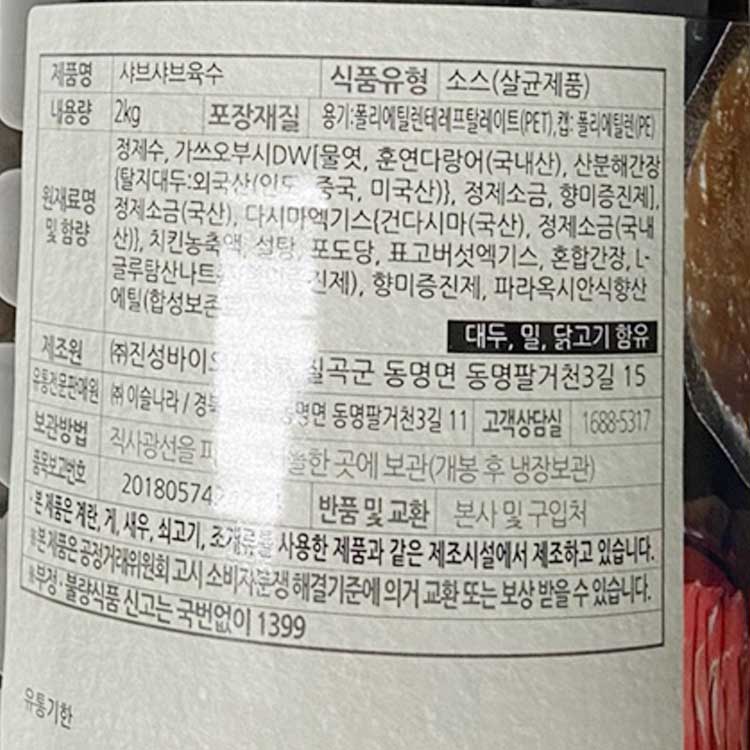 제품명 샤브샤브육수 식품유형 소스(살균제품)
내용량 2kg 포장재질 용기:폴리에틸렌테레프탈레이트(PET), 캡: 폴리에틸렌(PE)
원재료명 및 함량
정제수, 가쓰오부시DW[물엿, 훈연다랑어(국내산), 산분해간장
{탈지대두:외국산(인도, 중국, 미국산)}, 정제소금, 향미증진제],
정제소금(국산), 다시마엑기스{건다시마(국산), 정제소금(국내
산)}, 치킨농축액, 설탕, 포도당, 표고버섯엑기스, 혼합간장, L-
글루탐산나트 진제), 향미증진제, 파라옥시안식향산
에틸(합성보존
대두, 밀, 닭고기 함유
제조원 ㈜진성바이오 칠곡군 동명면 동명팔거천3길 15
유통전문판매원 ㈜ 이슬나라 / 경북 동명면 동명팔거천3길 11 고객상담실 1688-5317
보관방법 직사광선을 피 한 곳에 보관(개봉 후 냉장보관)
품목보고번호 20180574 반품 및 교환 본사 및 구입처
·본 제품은 계란, 게, 새우, 쇠고기, 조개류를 사용한 제품과 같은 제조시설에서 제조하고 있습니다.
※본 제품은 공정거래위원회 고시 소비자분쟁 해결기준에 의거 교환 또는 보상 받을 수 있습니다.
※부정·불량식품 신고는 국번없이 1399
유통기한